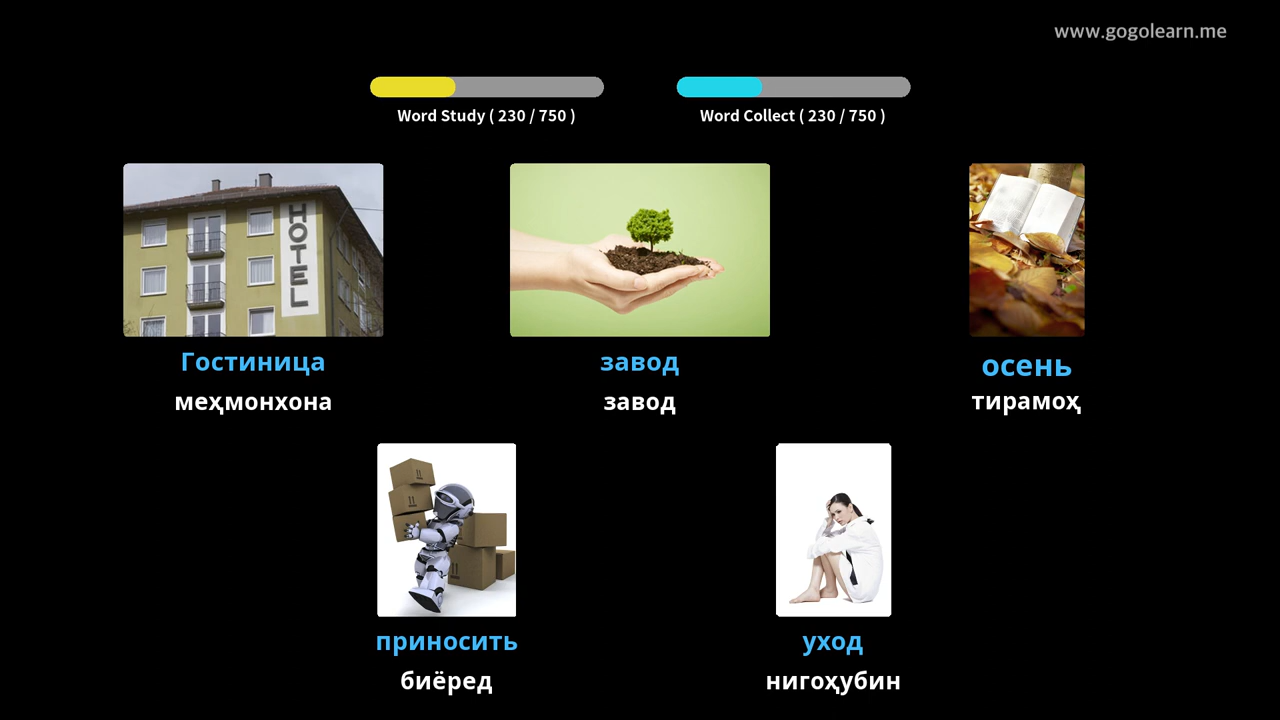 www.gogolearn.me
Word Study ( 230 / 750 )
Word Collect ( 230 / 750 )
HOTEL
Гостиница
завод
осень
меҳмонхона
завод
тирамоҳ
приносить
уход
биёред
нигоҳубин